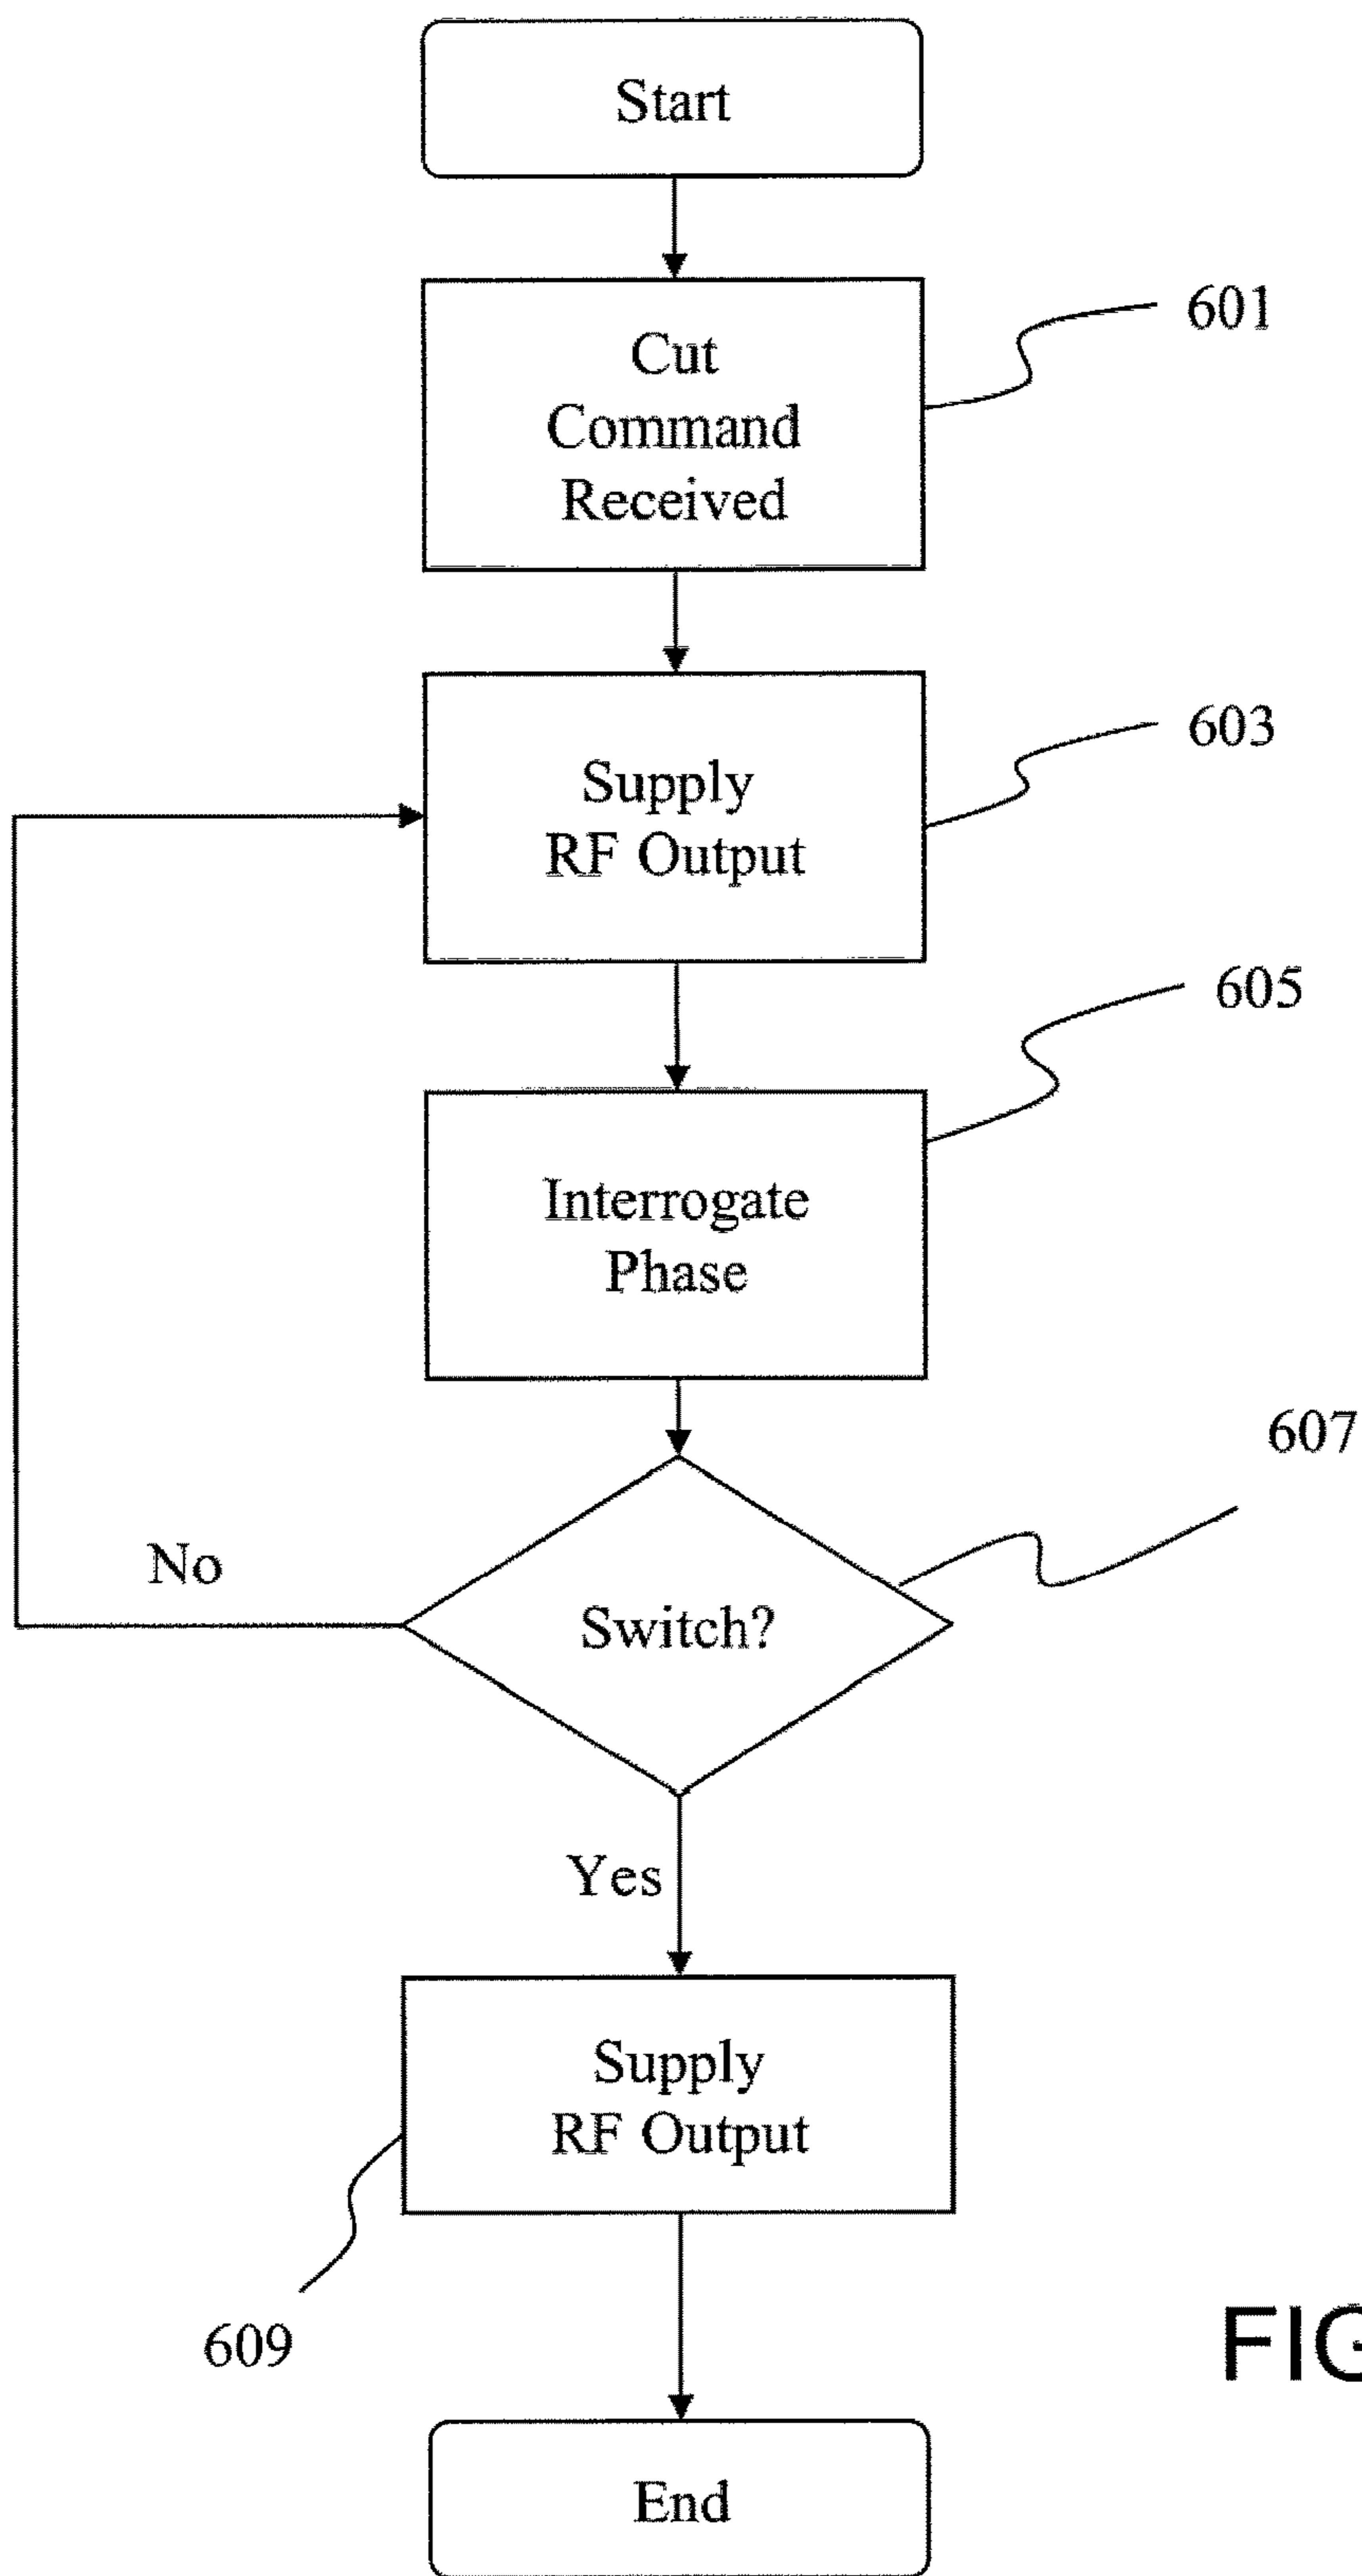 Start
Cut
Command
Received
601
Supply
RF Output
603
Interrogate
Phase
605
Switch?
607
No
Yes
Supply
RF Output
609
End